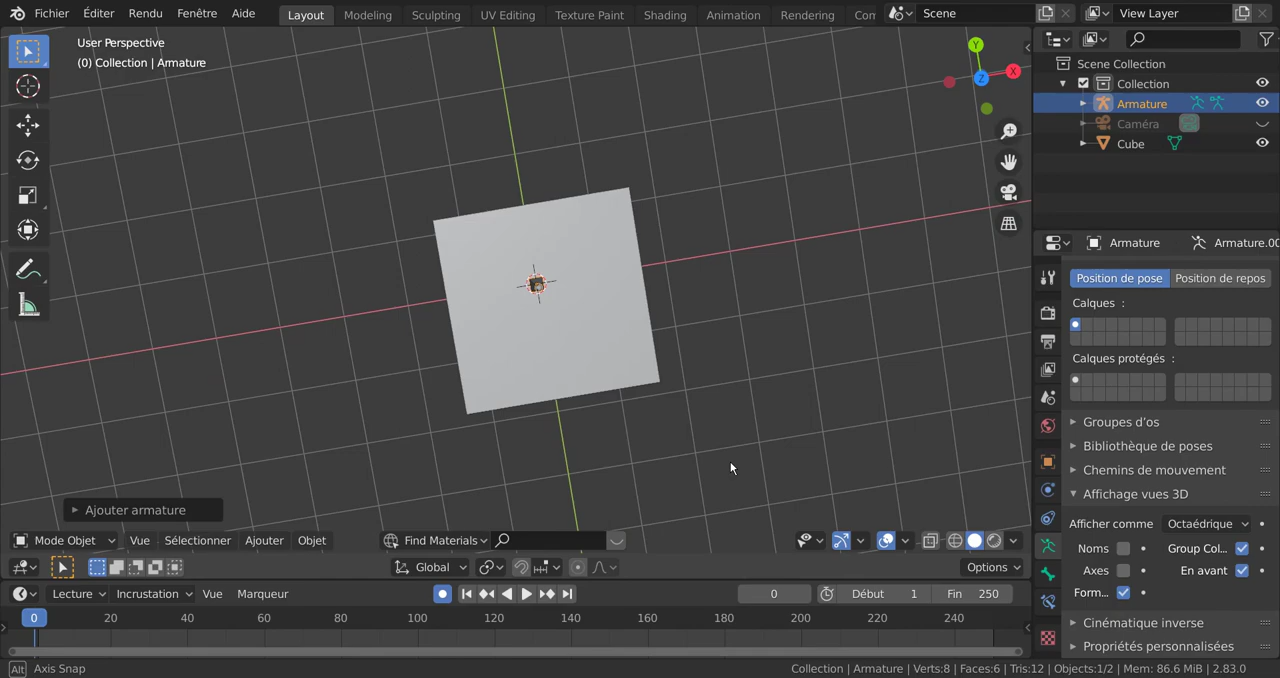 Fichier Éditer Rendu Fenêtre Aide Layout Modeling Sculpting UV Editing Texture Paint Shading Animation Rendering Com Scene View Layer
User Perspective
(0) Collection | Armature
Y
X
Z
Scene Collection
Collection
Armature
Caméra
Cube
Armature Armature.00
Position de pose Position de repos
Calques :
Calques protégés :
Groupes d'os
Bibliothèque de poses
Chemins de mouvement
Affichage vues 3D
Afficher comme Octaédrique
Noms Group Col...
Axes En avant
Form...
Cinématique inverse
Propriétés personnalisées
Ajouter armature
Mode Objet Vue Sélectionner Ajouter Objet Find Materials
Global Options
Lecture Incrustation Vue Marqueur 0 Début 1 Fin 250
0 20 40 60 80 100 120 140 160 180 200 220 240
Alt Axis Snap Collection | Armature | Verts:8 | Faces:6 | Tris:12 | Objects:1/2 | Mem: 86.6 MiB | 2.83.0